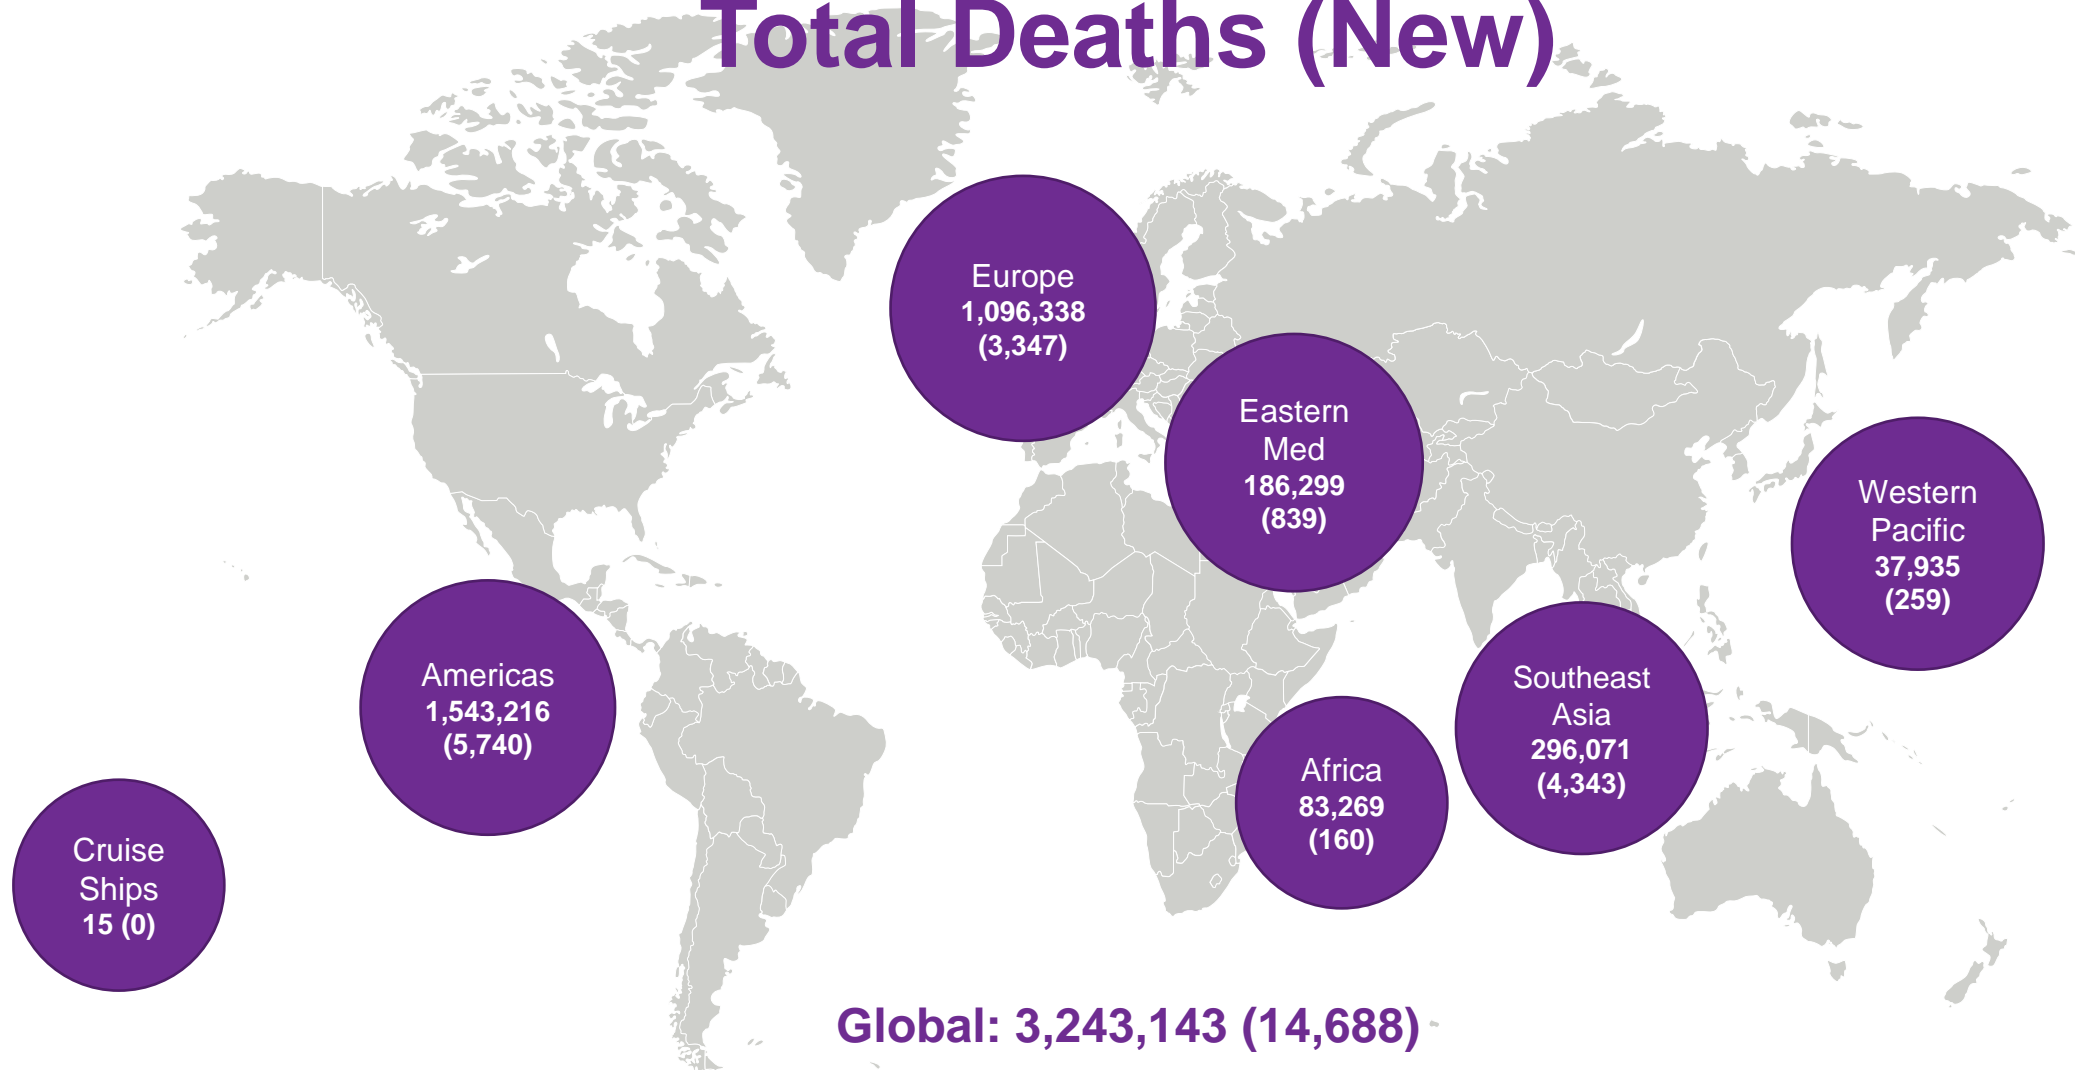 Total Deaths (New)
Europe
1,096,338
(3,347)
Eastern
Med
186,299
(839)
Western
Pacific
37,935
(259)
Americas
1,543,216
(5,740)
Southeast
Asia
296,071
(4,343)
Africa
83,269
(160)
Cruise
Ships
15 (0)
Global: 3,243,143 (14,688)